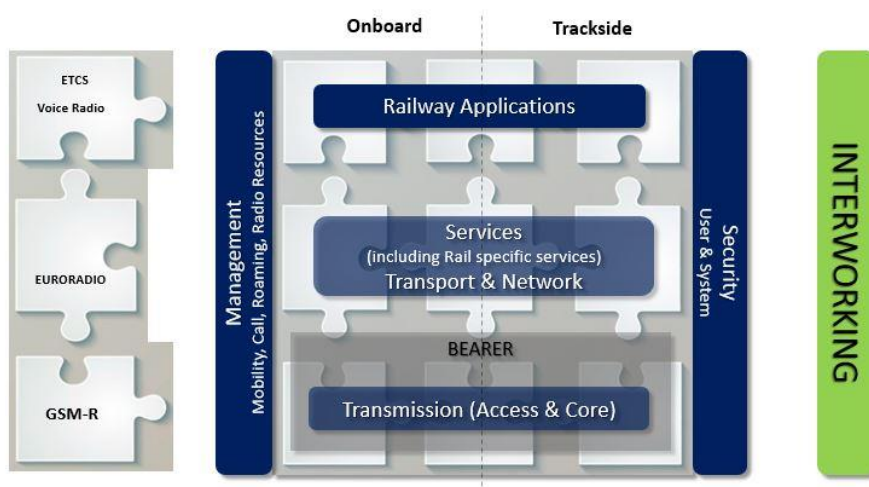 Onboard
Trackside
ETCS
Voice Radio
EURORADIO
GSM-R
Management
Mobility, Call, Roaming, Radio Resources
Railway Applications
Services
(including Rail specific services)
Transport & Network
BEARER
Transmission (Access & Core)
Security
User & System
INTERWORKING